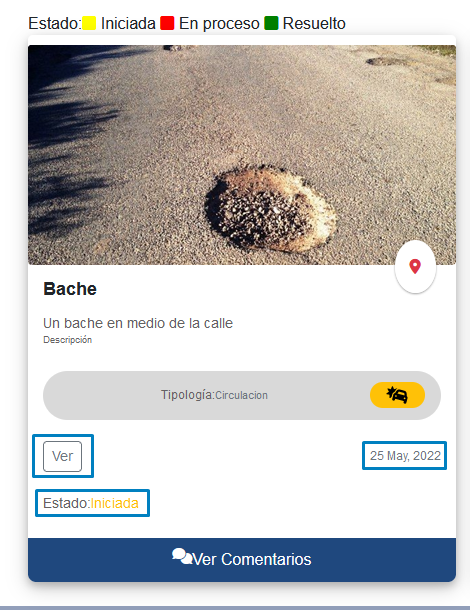 Estado: Iniciada En proceso Resuelto
Bache
Un bache en medio de la calle
Descripción
Tipología:Circulacion
Ver 25 May, 2022
Estado:Iniciada
Ver Comentarios